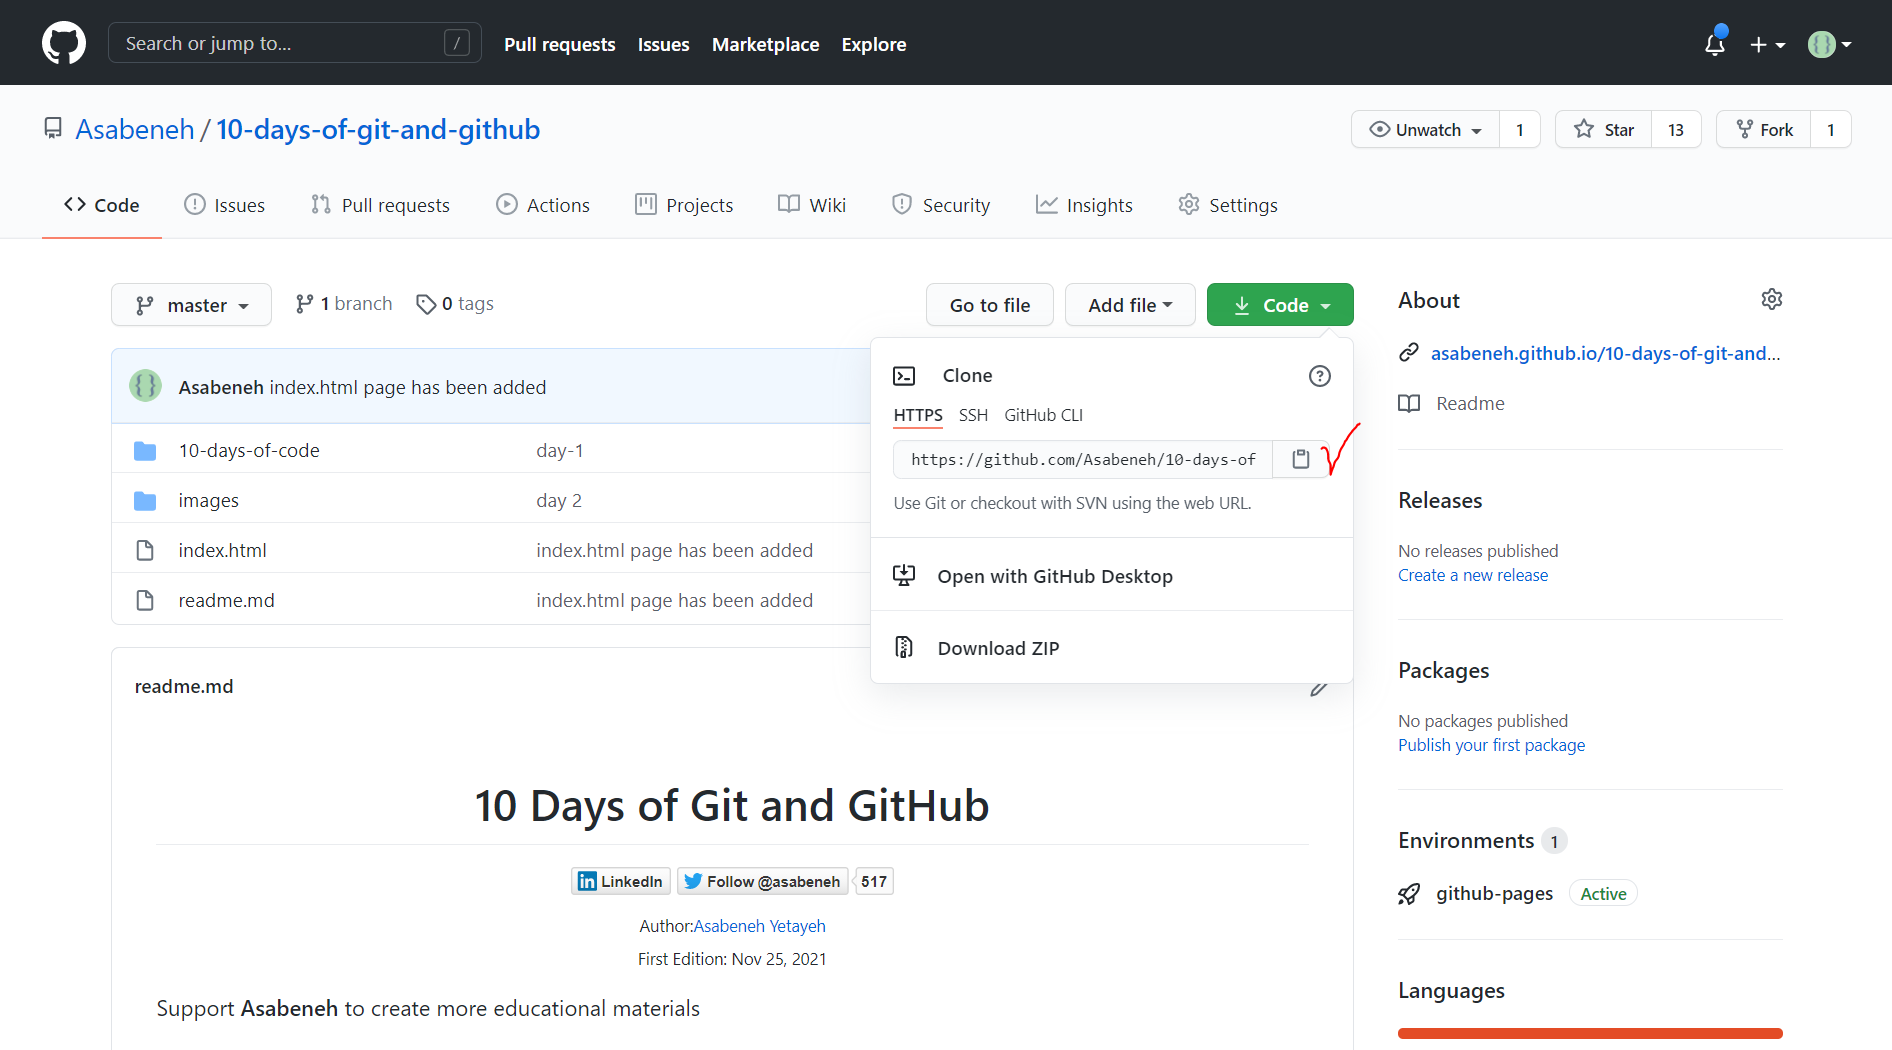 Search or jump to... / Pull requests Issues Marketplace Explore
Asabeneh / 10-days-of-git-and-github Unwatch 1 Star 13 Fork 1
Code Issues Pull requests Actions Projects Wiki Security Insights Settings
master 1 branch 0 tags Go to file Add file Code
Asabeneh index.html page has been added
10-days-of-code day-1
images day 2
index.html index.html page has been added
readme.md index.html page has been added
Clone
HTTPS SSH GitHub CLI
https://github.com/Asabeneh/10-days-of
Use Git or checkout with SVN using the web URL.
Open with GitHub Desktop
Download ZIP
readme.md
10 Days of Git and GitHub
LinkedIn Follow @asabeneh 517
Author:Asabeneh Yetayeh
First Edition: Nov 25, 2021
Support Asabeneh to create more educational materials
About
asabeneh.github.io/10-days-of-git-and...
Readme
Releases
No releases published
Create a new release
Packages
No packages published
Publish your first package
Environments 1
github-pages Active
Languages